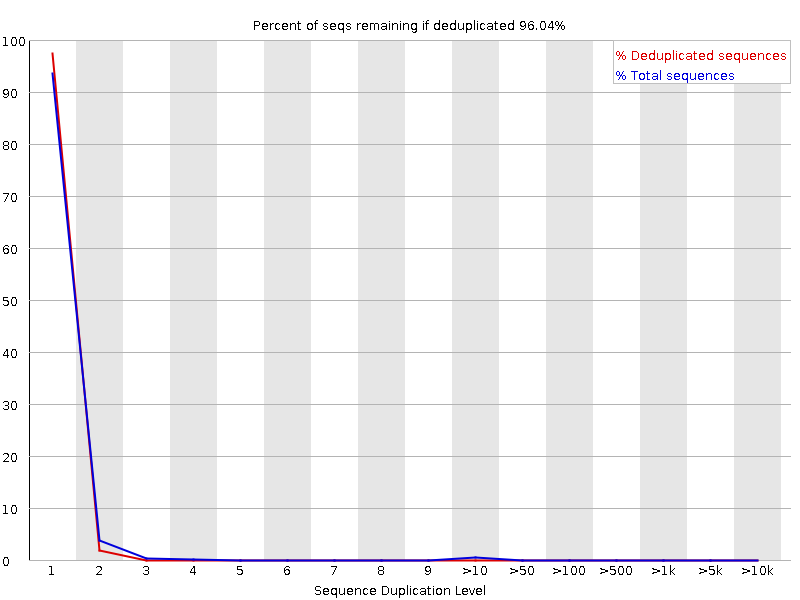 Percent of seqs remaining if deduplicated 96.04%
% Deduplicated sequences
% Total sequences
100
90
80
70
60
50
40
30
20
10
0
1 2 3 4 5 6 7 8 9 >10 >50 >100 >500 >1k >5k >10k
Sequence Duplication Level